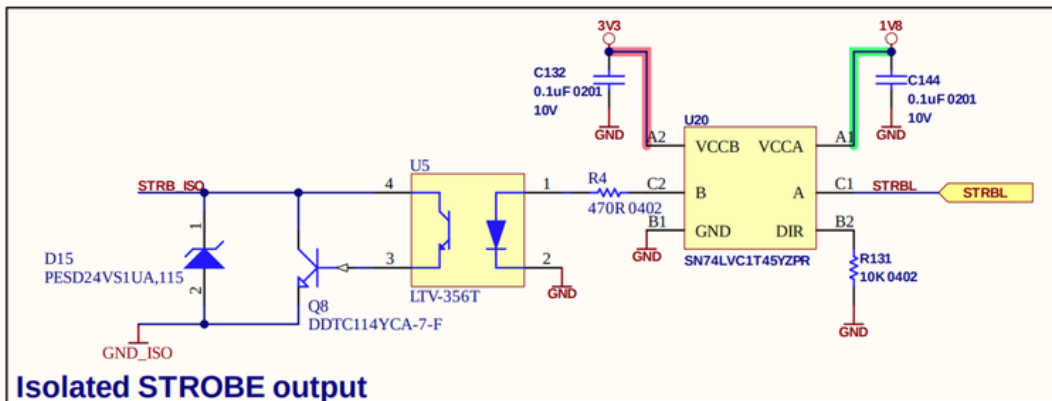 3V3
1V8
C132
0.1uF 0201
10V
GND
C144
0.1uF 0201
10V
GND
U20
A2
VCCB
VCCA
A1
U5
STRB_ISO
4
1
R4
470R 0402
C2
B
A
C1
STRBL
STRBL
1
D15
PESD24VS1UA,115
2
3
2
GND
LTV-356T
B1
GND
GND
DIR
B2
SN74LVC1T45YZPR
R131
10K 0402
GND
Q8
DDTC114YCA-7-F
GND_ISO
Isolated STROBE output